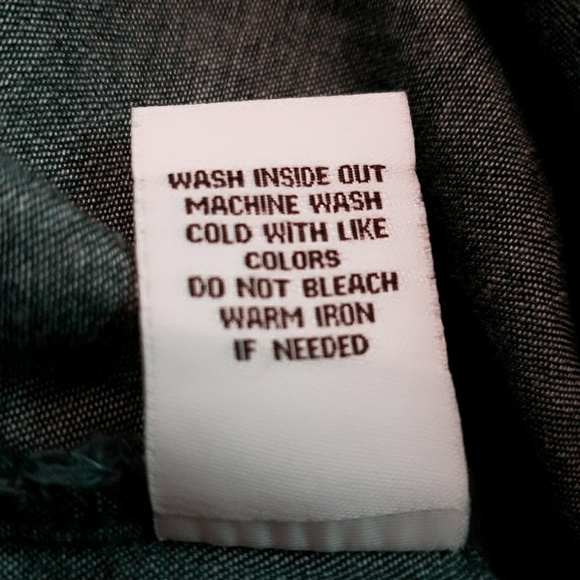 WASH INSIDE OUT
MACHINE WASH
COLD WITH LIKE
COLORS
DO NOT BLEACH
WARM IRON
IF NEEDED